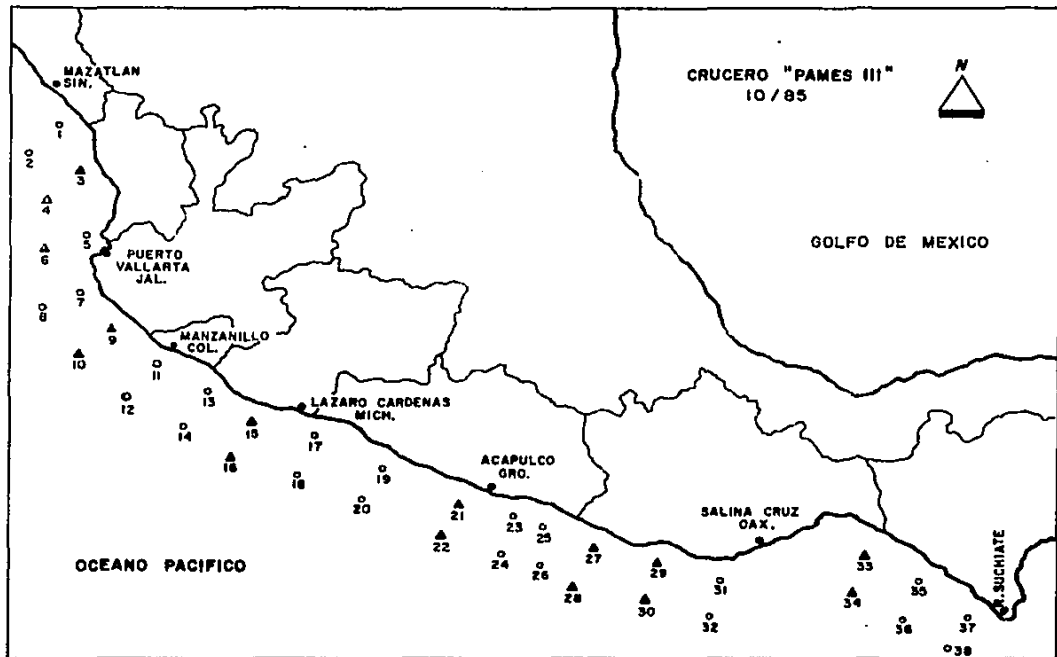 CRUCERO "PAMES III"
10/85
N
MAZATLAN
SIN.
1
2
3
4
5
6
PUERTO
VALLARTA
JAL.
GOLFO DE MEXICO
7
8
9
10
MANZANILLO
COL.
11
12
13
14
15
16
LAZARO CARDENAS
MICH.
17
18
19
20
ACAPULCO
GRO.
21
22
23
24
25
26
27
28
29
30
SALINA CRUZ
OAX.
31
32
33
34
35
36
37
38
R. SUCHIATE
OCEANO PACIFICO